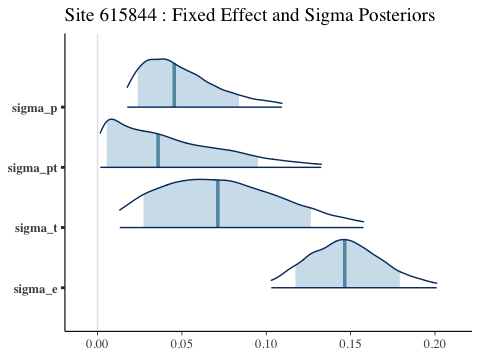 Site 615844 : Fixed Effect and Sigma Posteriors
sigma_p
sigma_pt
sigma_t
sigma_e
0.00 0.05 0.10 0.15 0.20